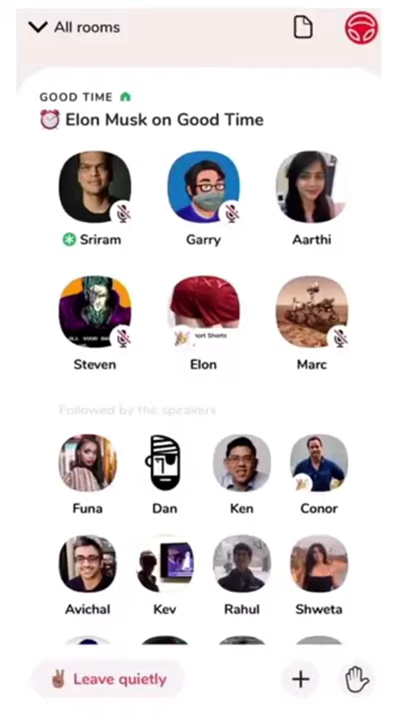 All rooms
GOOD TIME
Elon Musk on Good Time
Sriram
Garry
Aarthi
Steven
Elon
Marc
Followed by the speakers
Funa
Dan
Ken
Conor
Avichal
Kev
Rahul
Shweta
Leave quietly